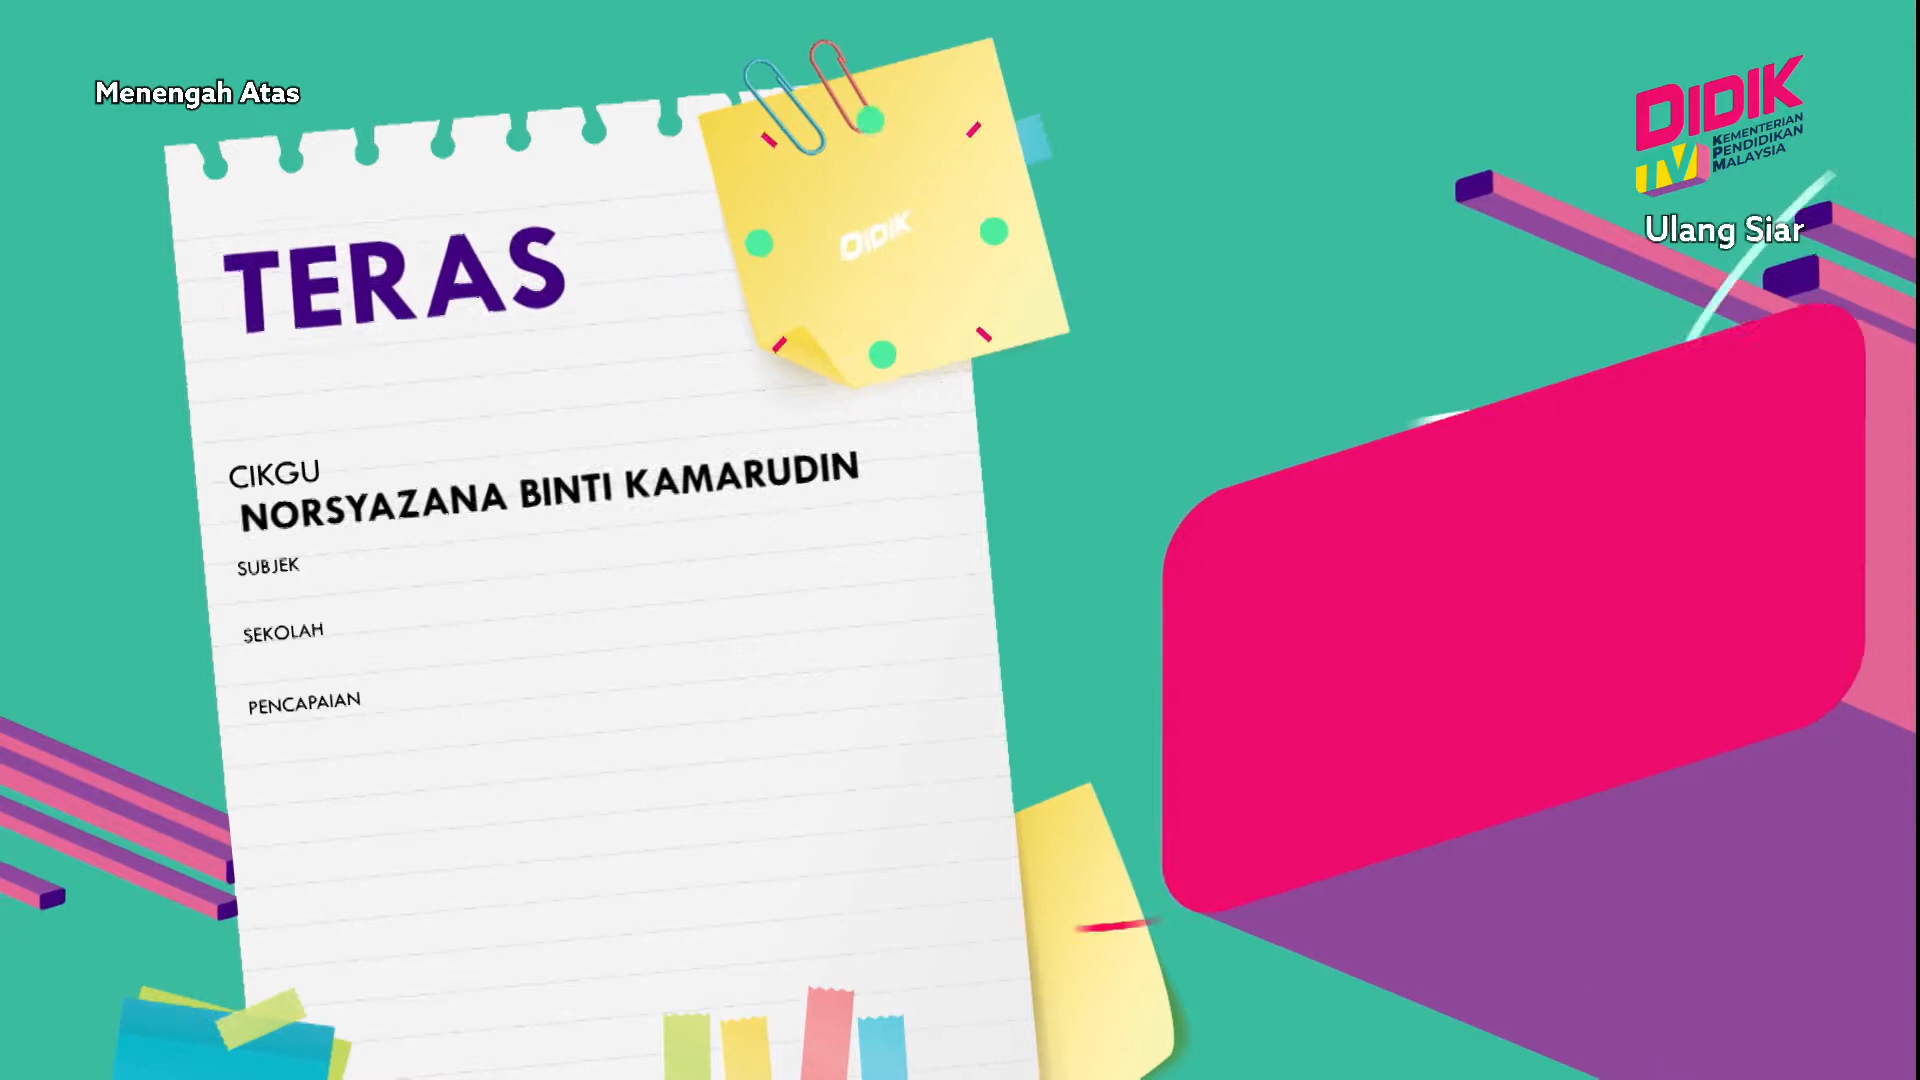 Menengah Atas
DIDIK
TV
KEMENTERIAN
PENDIDIKAN
MALAYSIA
Ulang Siar
DIDIK
TERAS
CIKGU
NORSYAZANA BINTI KAMARUDIN
SUBJEK
SEKOLAH
PENCAPAIAN